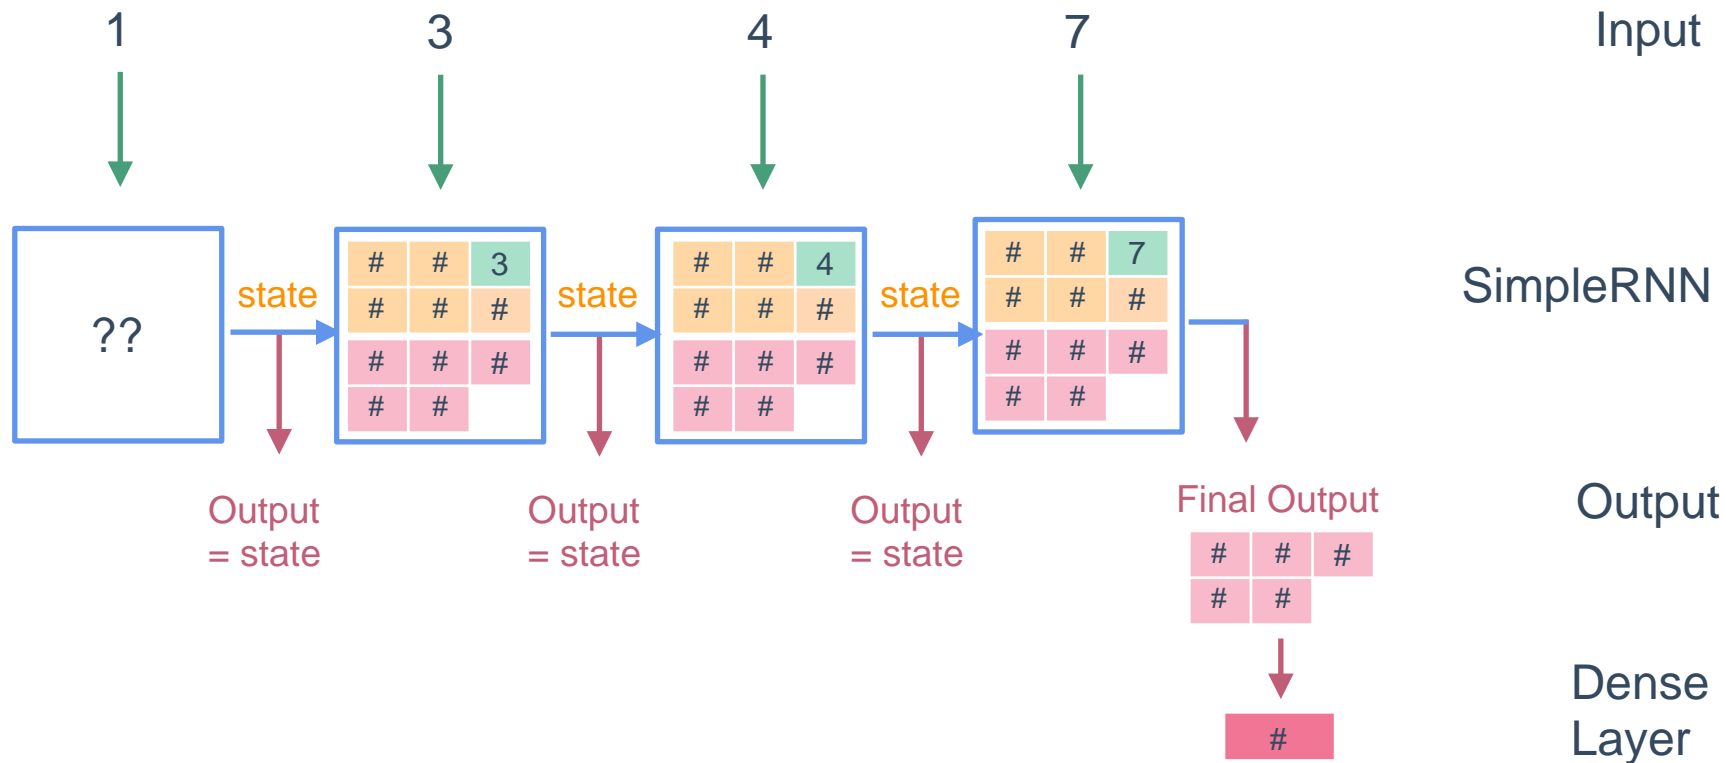 1 3 4 7 Input
# # 3 # # 4 # # 7
state # # # state # # # state # # # SimpleRNN
?? # # # # # # # # #
# # # # # #
Output Output Output Final Output Output
= state = state = state # # #
# #
Dense
# Layer